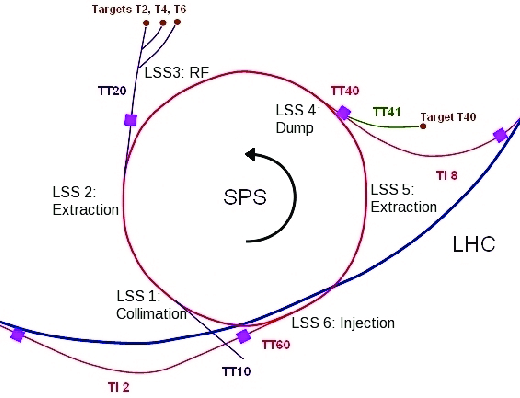 Targets T2, T4, T6
LSS3: RF
TT20
TT40
LSS 4:
Dump
TT41
Target T40
TI 8
LSS 2:
Extraction
SPS
LSS 5:
Extraction
LHC
LSS 1:
Collimation
LSS 6: Injection
TT60
TT10
TI 2